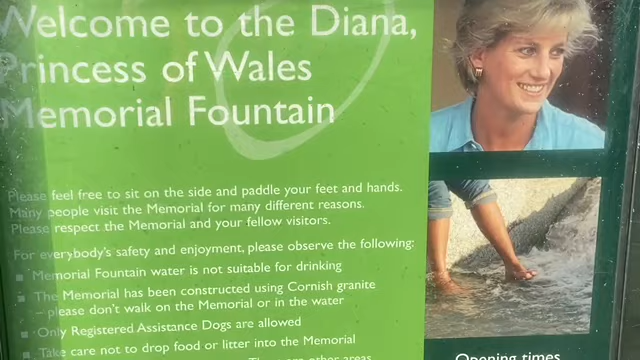 Welcome to the Diana,
Princess of Wales
Memorial Fountain
Please feel free to sit on the side and paddle your feet and hands.
Many people visit the Memorial for many different reasons.
Please respect the Memorial and your fellow visitors.
For everybody's safety and enjoyment, please observe the following:
Memorial Fountain water is not suitable for drinking
The Memorial has been constructed using Cornish granite
– please don't walk on the Memorial or in the water
Only Registered Assistance Dogs are allowed
Take care not to drop food or litter into the Memorial
other areas
Opening times